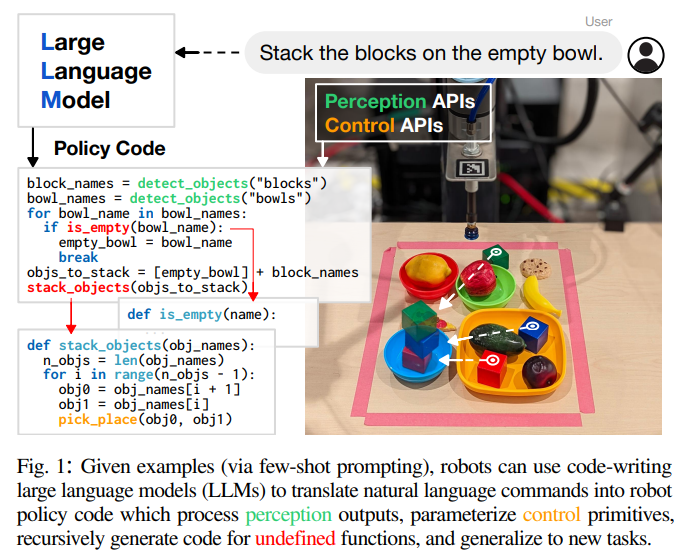 User
Stack the blocks on the empty bowl.
Large
Language
Model
Perception APIs
Control APIs
Policy Code
block_names = detect_objects("blocks")
bowl_names = detect_objects("bowls")
for bowl_name in bowl_names:
  if is_empty(bowl_name):
    empty_bowl = bowl_name
    break
objs_to_stack = [empty_bowl] + block_names
stack_objects(objs_to_stack)
def is_empty(name):
...
def stack_objects(obj_names):
  n_objs = len(obj_names)
  for i in range(n_objs - 1):
    obj0 = obj_names[i + 1]
    obj1 = obj_names[i]
    pick_place(obj0, obj1)
Fig. 1: Given examples (via few-shot prompting), robots can use code-writing
large language models (LLMs) to translate natural language commands into robot
policy code which process perception outputs, parameterize control primitives,
recursively generate code for undefined functions, and generalize to new tasks.